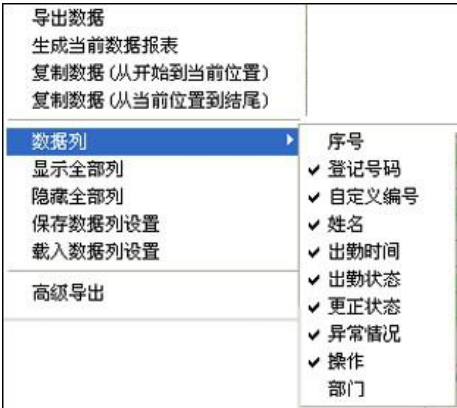 导出数据
生成当前数据报表
复制数据(从开始到当前位置)
复制数据(从当前位置到结尾)
数据列
显示全部列
隐藏全部列
保存数据列设置
载入数据列设置
高级导出
序号
登记号码
自定义编号
姓名
出勤时间
出勤状态
更正状态
异常情况
操作
部门